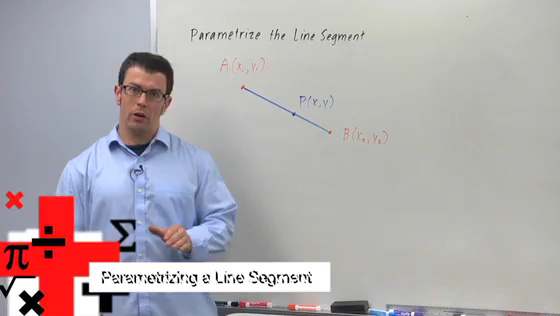 Parametrize the Line Segment
A(x₁, y₁)
P(x, y)
B(x₂, y₂)
π ÷ Σ
√ ×
Parametrizing a Line Segment